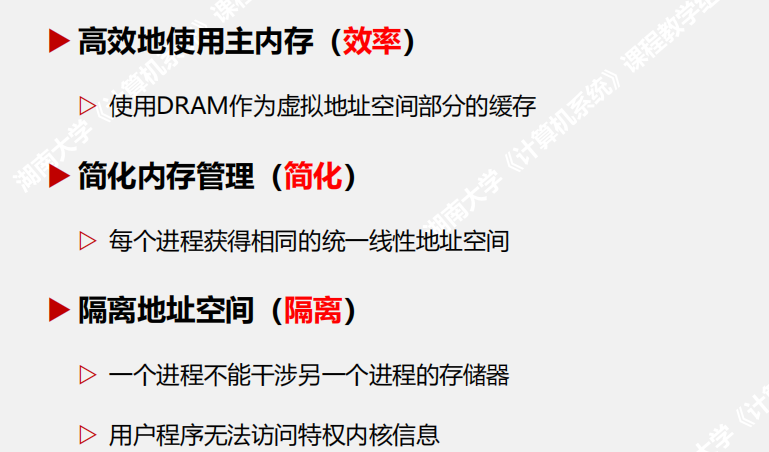 高效地使用主内存（效率）
使用DRAM作为虚拟地址空间部分的缓存
简化内存管理（简化）
每个进程获得相同的统一线性地址空间
隔离地址空间（隔离）
一个进程不能干涉另一个进程的存储器
用户程序无法访问特权内核信息
湖南大学《计算机系统》课程
湖南大学《计算机系统》课程教学
大学《计